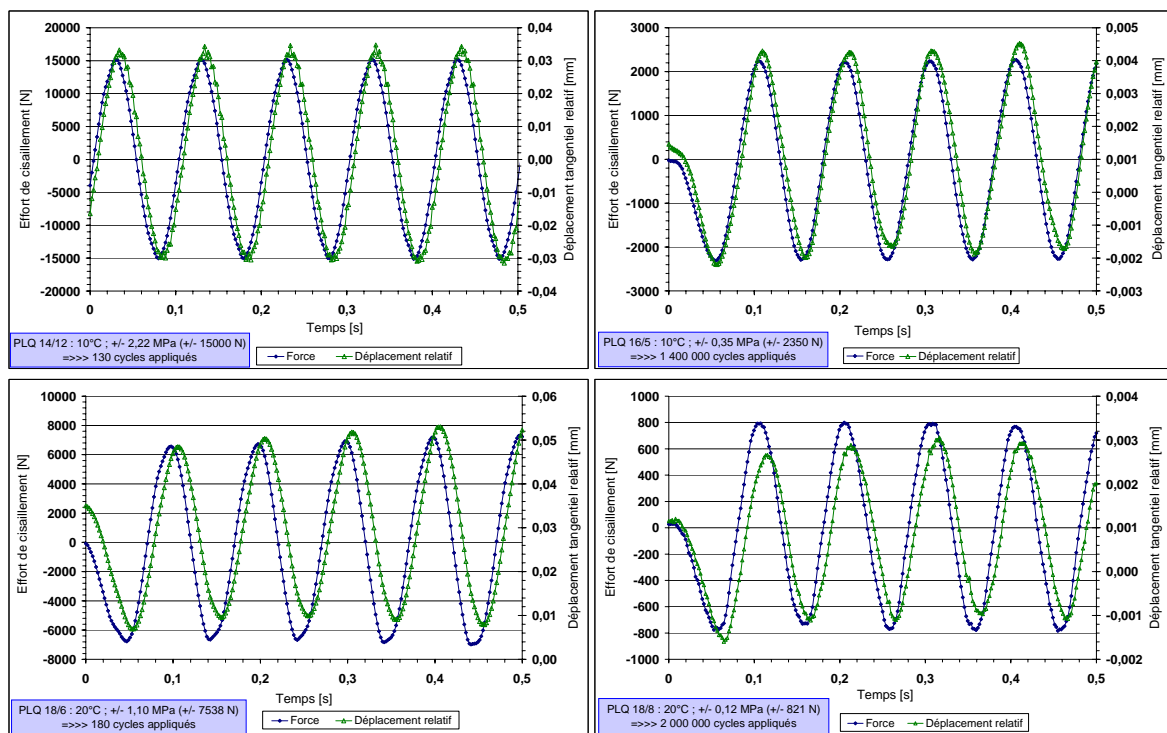 Effort de cisaillement [N]
20000
15000
10000
5000
0
-5000
-10000
-15000
-20000
0,04
0,03
0,02
0,01
0,00
-0,01
-0,02
-0,03
-0,04
Déplacement tangentiel relatif [mm]
0 0,1 0,2 0,3 0,4 0,5
Temps [s]
PLQ 14/12 : 10°C ; +/- 2,22 MPa (+/- 15000 N)
=>>> 130 cycles appliqués
Force Déplacement relatif
Effort de cisaillement [N]
3000
2000
1000
0
-1000
-2000
-3000
0,005
0,004
0,003
0,002
0,001
0,000
-0,001
-0,002
-0,003
Déplacement tangentiel relatif [mm]
0 0,1 0,2 0,3 0,4 0,5
Temps [s]
PLQ 16/5 : 10°C ; +/- 0,35 MPa (+/- 2350 N)
=>>> 1 400 000 cycles appliqués
Force Déplacement relatif
Effort de cisaillement [N]
10000
8000
6000
4000
2000
0
-2000
-4000
-6000
-8000
0,06
0,05
0,04
0,03
0,02
0,01
0,00
Déplacement tangentiel relatif [mm]
0 0,1 0,2 0,3 0,4 0,5
Temps [s]
PLQ 18/6 : 20°C ; +/- 1,10 MPa (+/- 7538 N)
=>>> 180 cycles appliqués
Force Déplacement relatif
Effort de cisaillement [N]
1000
800
600
400
200
0
-200
-400
-600
-800
-1000
0,004
0,003
0,002
0,001
0,000
-0,001
-0,002
Déplacement tangentiel relatif [mm]
0 0,1 0,2 0,3 0,4 0,5
Temps [s]
PLQ 18/8 : 20°C ; +/- 0,12 MPa (+/- 821 N)
=>>> 2 000 000 cycles appliqués
Force Déplacement relatif